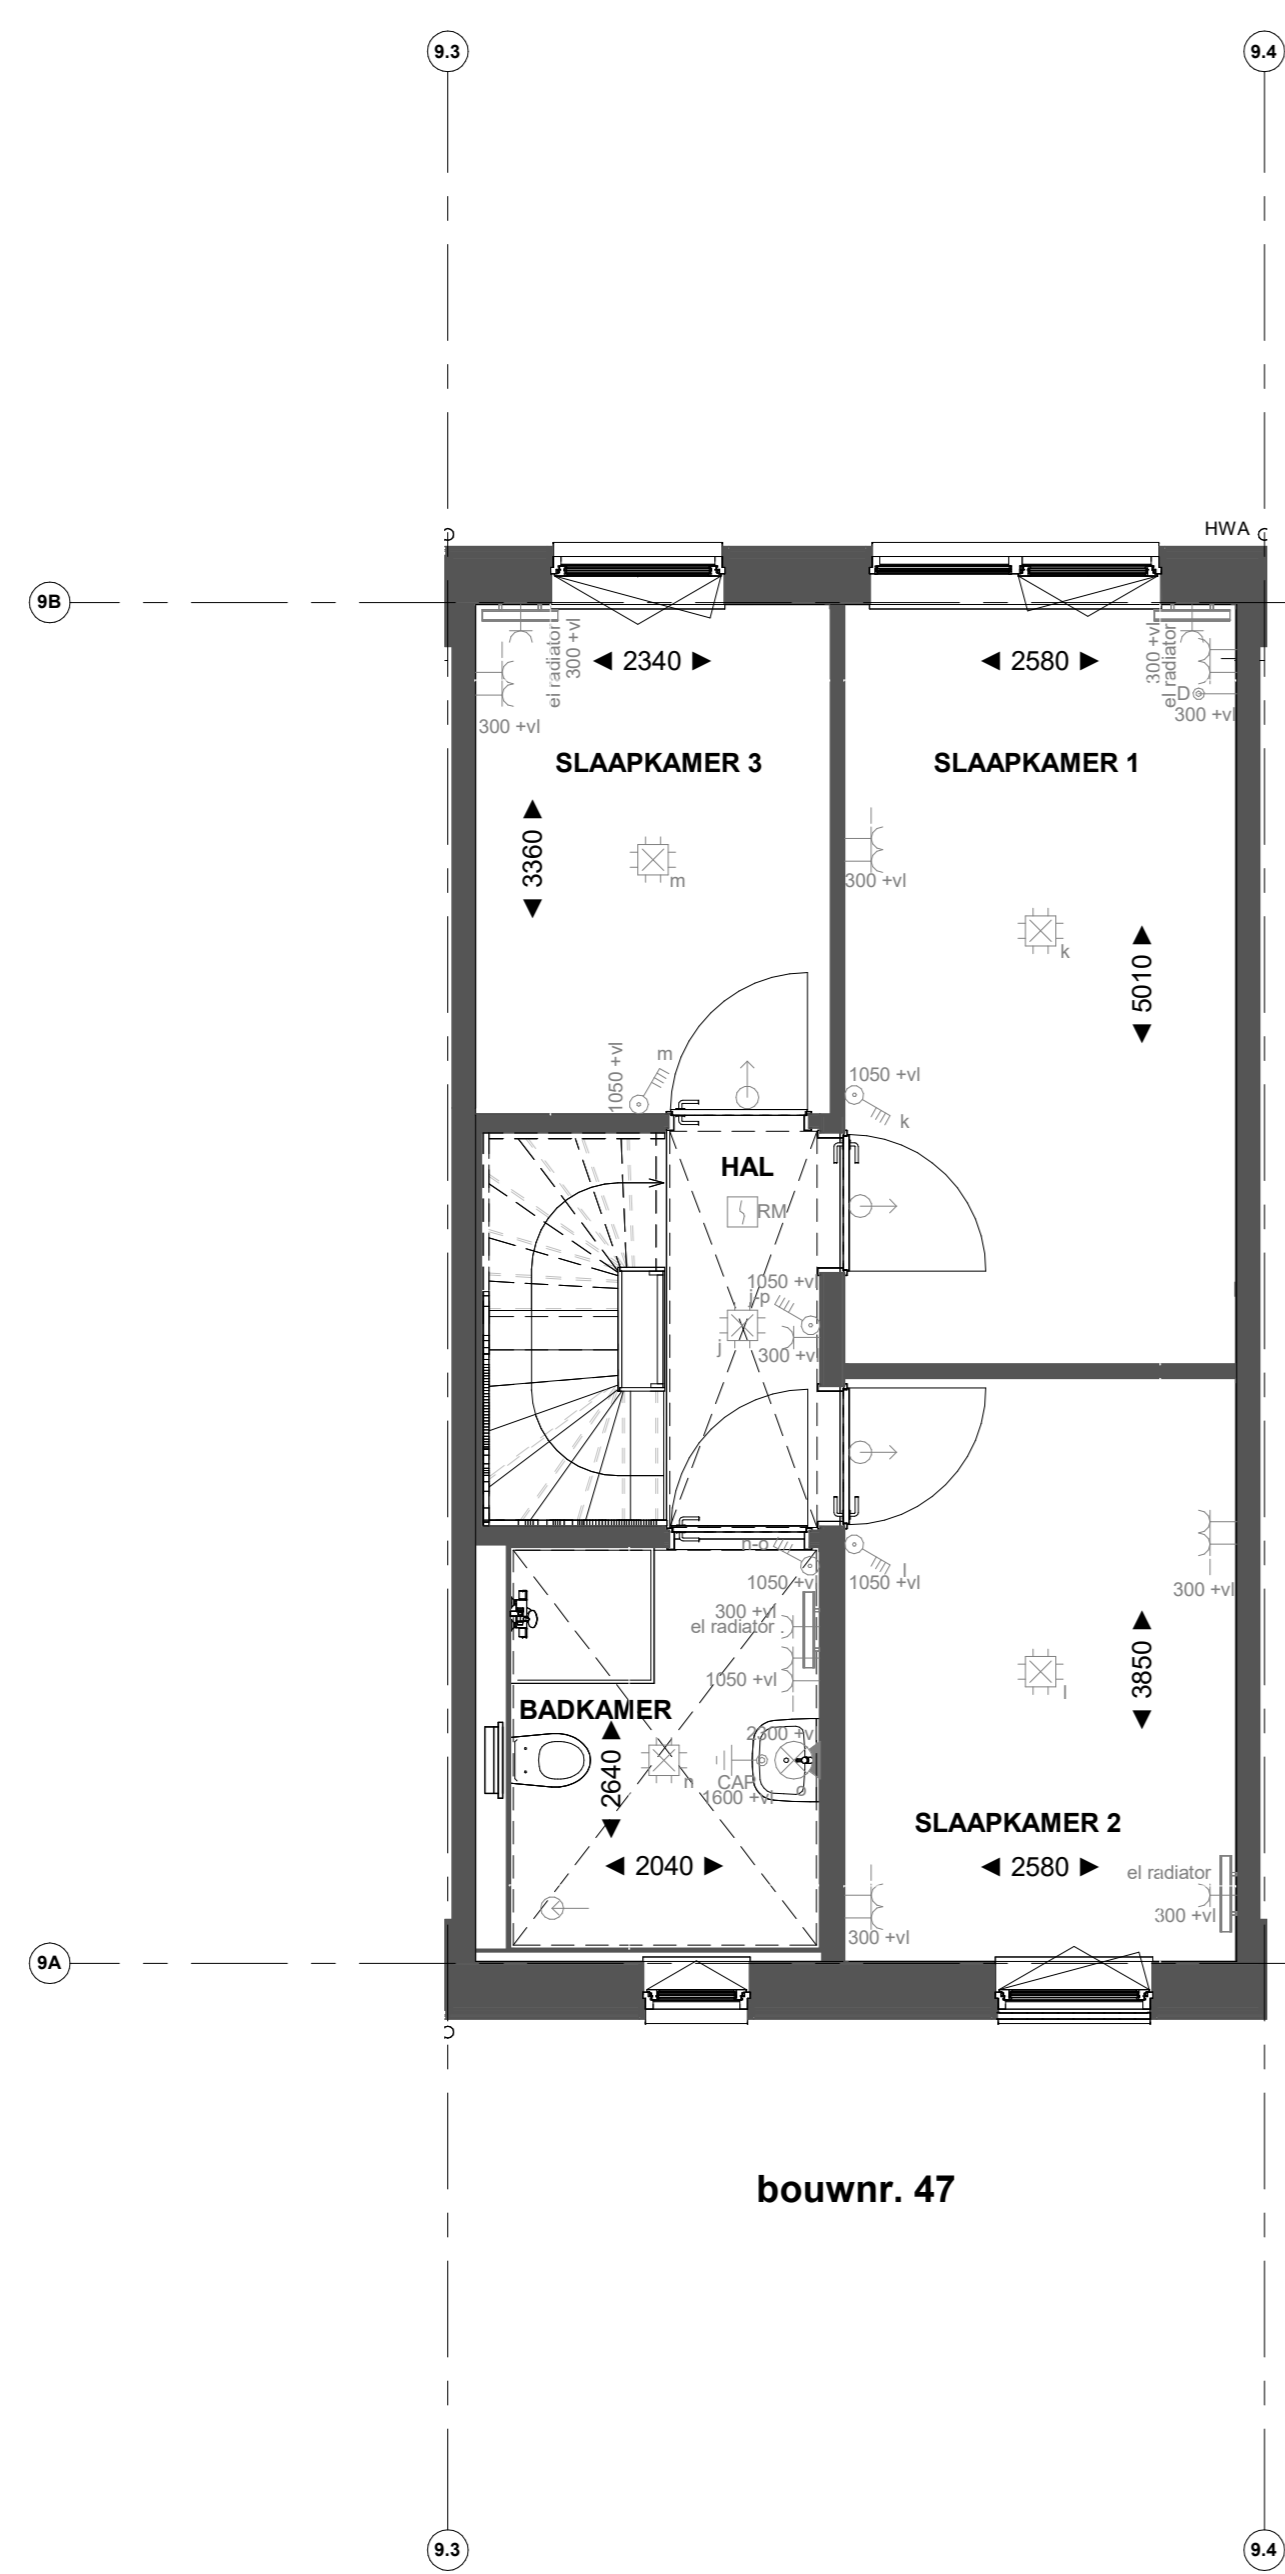 9.3
9.4
HWA
9B
el radiator
300 +vl
300 +vl
◄ 2340 ►
◄ 2580 ►
300 +vl
el radiator
D
300 +vl
SLAAPKAMER 3
SLAAPKAMER 1
◄ 3360 ►
m
300 +vl
k
◄ 5010 ►
1050 +vl
m
1050 +vl
k
HAL
RM
1050 +vl
j-p
j
300 +vl
n-o
1050 +v
1050 +vl
l
300 +vl
300 +vl
el radiator
1050 +vl
l
◄ 3850 ►
BADKAMER
2300 +v
◄ 2640 ►
n
CAP
1600 +vl
o
SLAAPKAMER 2
◄ 2040 ►
◄ 2580 ►
el radiator
300 +vl
300 +vl
9A
bouwnr. 47
9.3
9.4